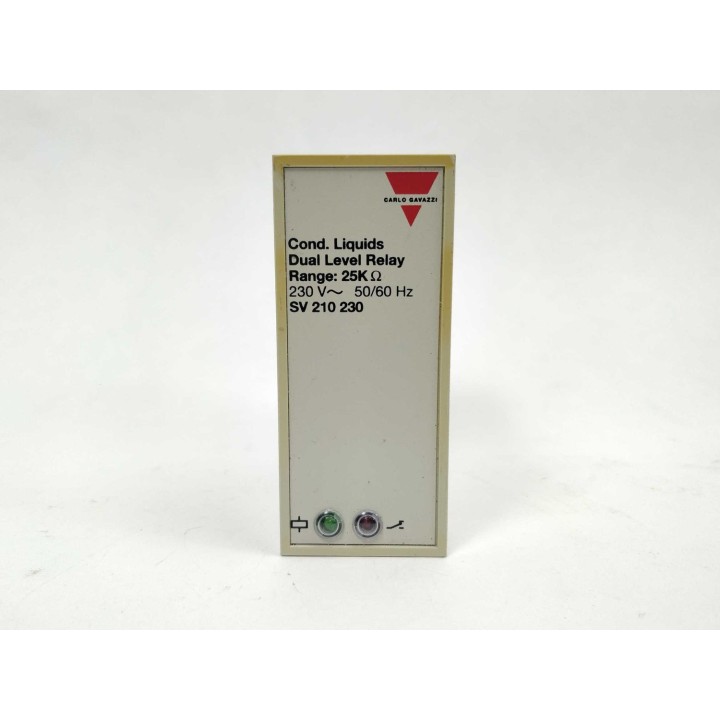 CARLO GAVAZZI
Cond. Liquids
Dual Level Relay
Range: 25K Ω
230 V~ 50/60 Hz
SV 210 230